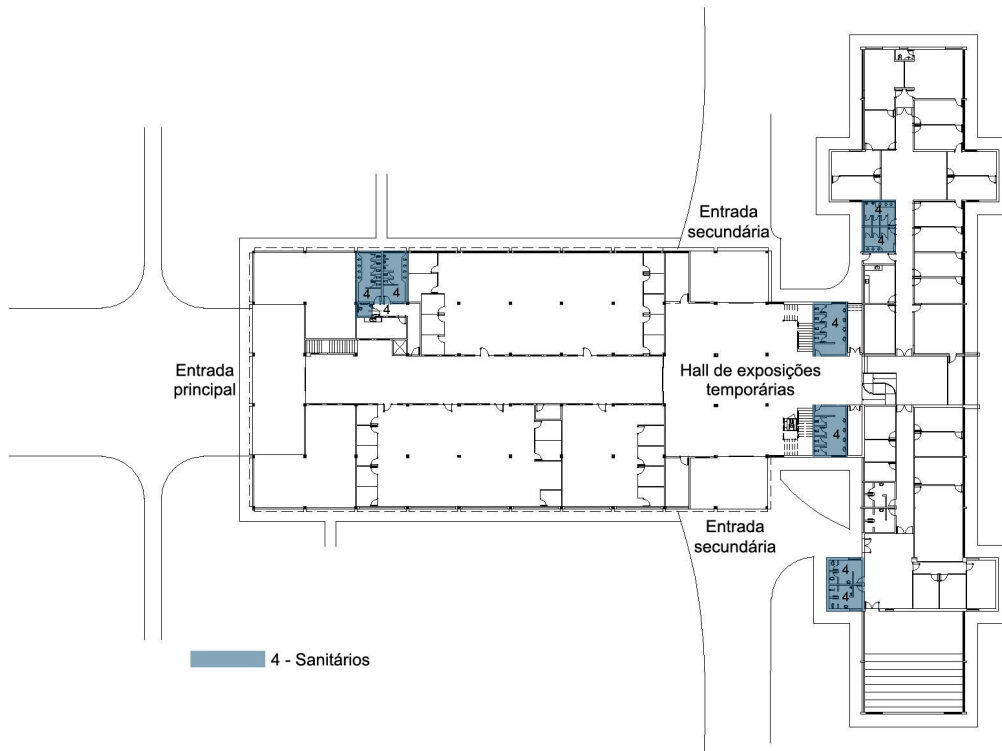 4
4
Entrada
secundária
4
4
4
4
Entrada
principal
Hall de exposições
temporárias
4
Entrada
secundária
4
4
4 - Sanitários